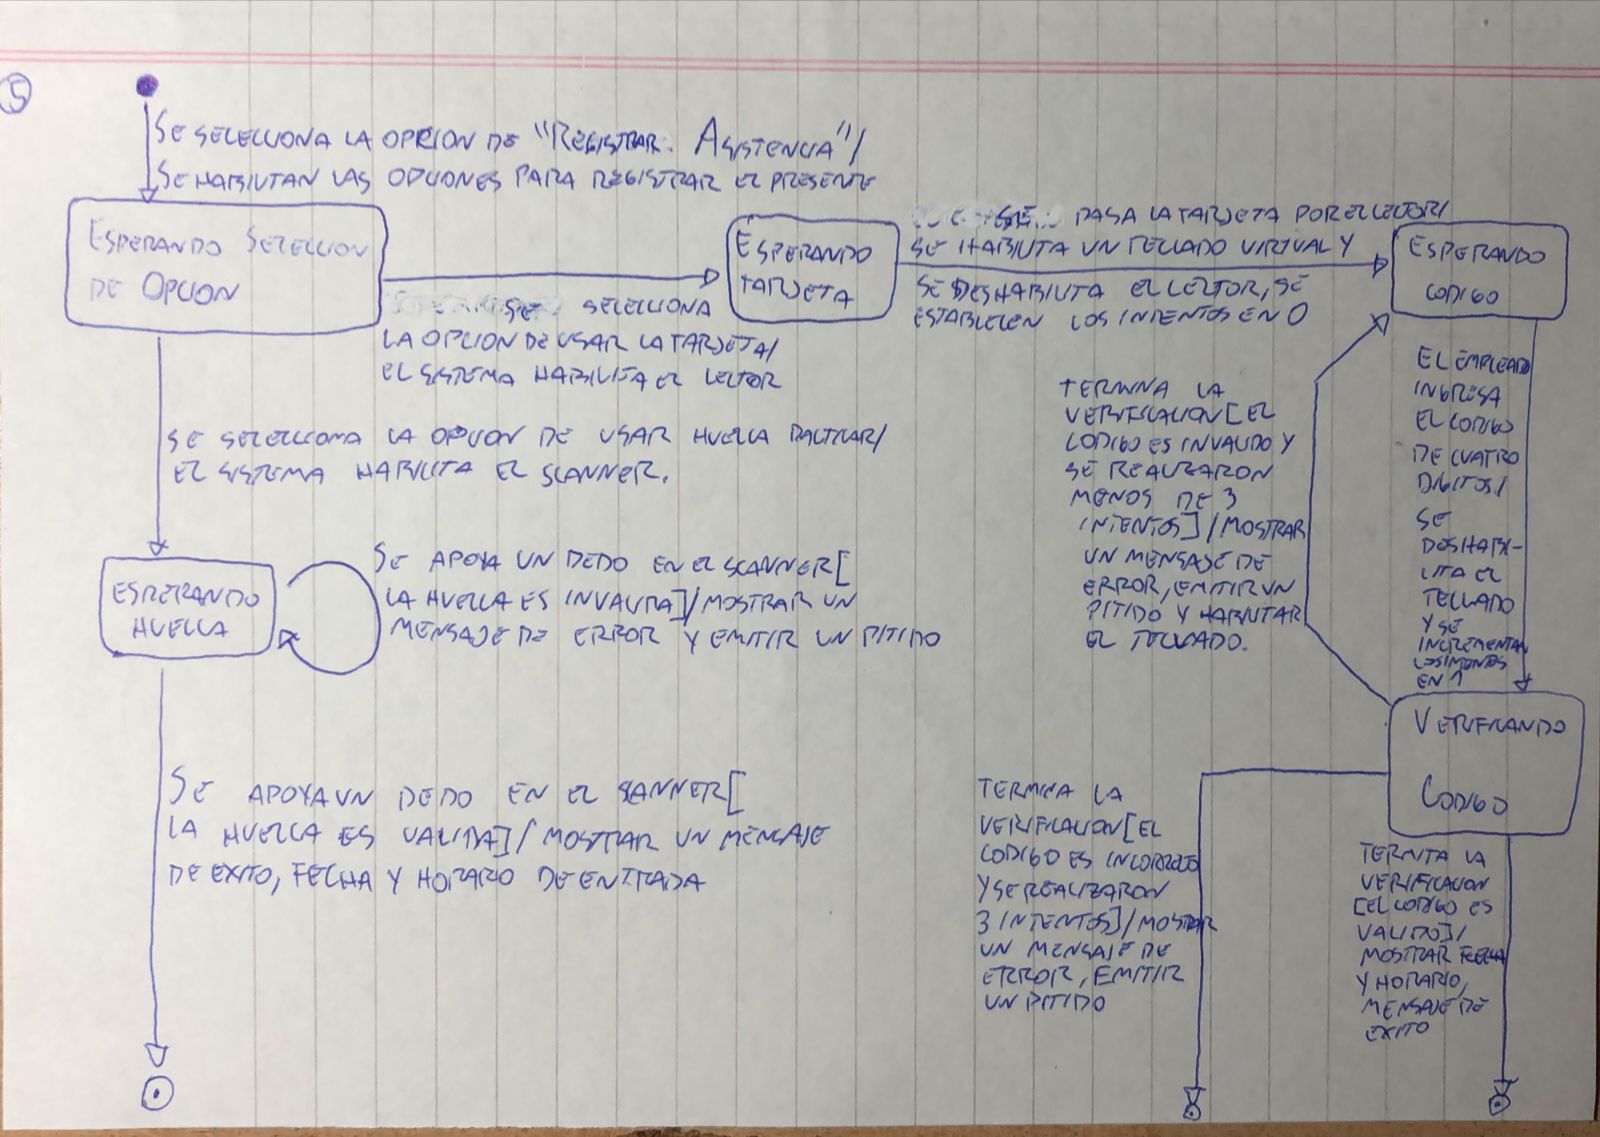 5
SE SELECCIONA LA OPCION DE "REGISTRAR ASISTENCIA"/
SE HABILITAN LAS OPCIONES PARA REGISTRAR EL PRESENTE
ESPERANDO SELECCION
DE OPCION
SE SELECCIONA
LA OPCION DE USAR LA TARJETA/
EL SISTEMA HABILITA EL LECTOR
ESPERANDO
TARJETA
SE PASA LA TARJETA POR EL LECTOR/
SE HABILITA UN TECLADO VIRTUAL Y
SE DESHABILITA EL LECTOR, SE
ESTABLECEN LOS INTENTOS EN 0
ESPERANDO
CODIGO
EL EMPLEADO
INGRESA
EL CODIGO
DE CUATRO
DIGITOS/
SE
DESHABI-
LITA EL
TECLADO
Y SE
INCREMENTAN
LOS INTENTOS
EN 1
TERMINA LA
VERIFICACION[EL
CODIGO ES INVALIDO Y
SE REALIZARON
MENOS DE 3
INTENTOS]/MOSTRAR
UN MENSAJE DE
ERROR, EMITIR UN
PITIDO Y HABILITAR
EL TECLADO.
SE SELECCIONA LA OPCION DE USAR HUELLA DACTILAR/
EL SISTEMA HABILITA EL SCANNER.
ESPERANDO
HUELLA
SE APOYA UN DEDO EN EL SCANNER[
LA HUELLA ES INVALIDA]/MOSTRAR UN
MENSAJE DE ERROR Y EMITIR UN PITIDO
SE APOYA UN DEDO EN EL SCANNER[
LA HUELLA ES VALIDA]/MOSTRAR UN MENSAJE
DE EXITO, FECHA Y HORARIO DE ENTRADA
VERIFICANDO
CODIGO
TERMINA LA
VERIFICACION[EL
CODIGO ES INCORRECTO
Y SE REALIZARON
3 INTENTOS]/MOSTRAR
UN MENSAJE DE
ERROR, EMITIR
UN PITIDO
LA
VERIFICACION
[EL CODIGO ES
VALIDO]/
MOSTRAR FECHA
Y HORARIO,
MENSAJE DE
EXITO